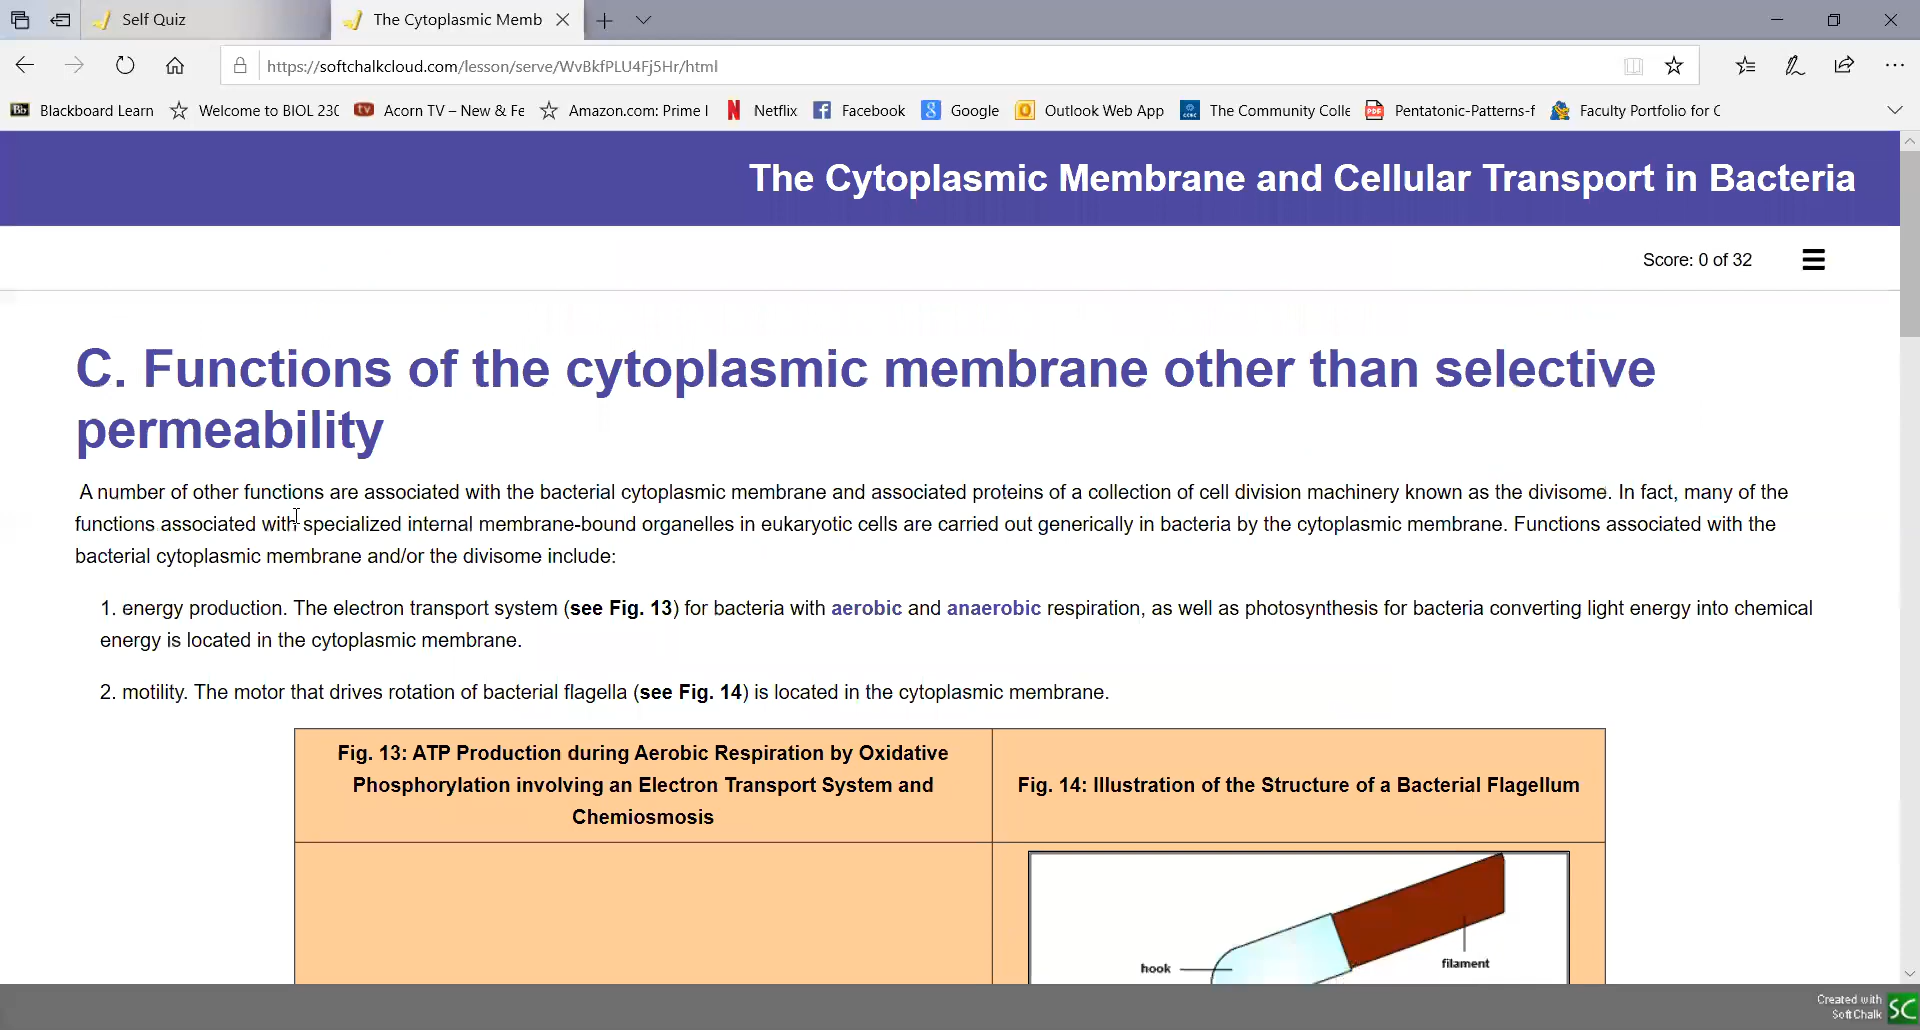 Self Quiz
The Cytoplasmic Memb
https://softchalkcloud.com/lesson/serve/WvBkfPLU4Fj5Hr/html
Bb Blackboard Learn Welcome to BIOL 230 tv Acorn TV – New & Fe Amazon.com: Prime I N Netflix f Facebook 8 Google Outlook Web App CCBC The Community Colle PDF Pentatonic-Patterns-f Faculty Portfolio for C
The Cytoplasmic Membrane and Cellular Transport in Bacteria
Score: 0 of 32
C. Functions of the cytoplasmic membrane other than selective
permeability
A number of other functions are associated with the bacterial cytoplasmic membrane and associated proteins of a collection of cell division machinery known as the divisome. In fact, many of the
functions associated with specialized internal membrane-bound organelles in eukaryotic cells are carried out generically in bacteria by the cytoplasmic membrane. Functions associated with the
bacterial cytoplasmic membrane and/or the divisome include:
1. energy production. The electron transport system (see Fig. 13) for bacteria with aerobic and anaerobic respiration, as well as photosynthesis for bacteria converting light energy into chemical
energy is located in the cytoplasmic membrane.
2. motility. The motor that drives rotation of bacterial flagella (see Fig. 14) is located in the cytoplasmic membrane.
Fig. 13: ATP Production during Aerobic Respiration by Oxidative
Phosphorylation involving an Electron Transport System and
Chemiosmosis
Fig. 14: Illustration of the Structure of a Bacterial Flagellum
hook
filament
Created with
SoftChalk
SC